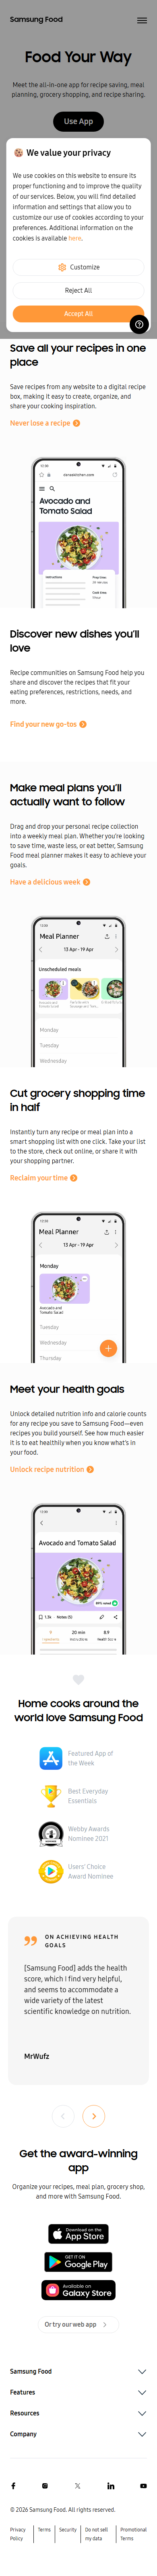 Samsung Food
Food Your Way
Meet the all-in-one app for recipe saving, meal
planning, grocery shopping, and recipe sharing.
Use App
We value your privacy
We use cookies on this website to ensure its
proper functioning and to improve the quality
of our services. Below, you will find detailed
information and settings that allow you to
customize our use of cookies according to your
preferences. Additional information on the
cookies is available here.
Customize
Reject All
Accept All
Save all your recipes in one
place
Save recipes from any website to a digital recipe
box, making it easy to create, organize, and
share your cooking inspiration.
Never lose a recipe
Avocado and
Tomato Salad
Discover new dishes you'll
love
Recipe communities on Samsung Food help you
share and discover the recipes that fit your
eating preferences, restrictions, needs, and
more.
Find your new go-tos
Make meal plans you'll
actually want to follow
Drag and drop your personal recipe collection
into a weekly meal plan. Whether you're looking
to save time, waste less, or eat better, Samsung
Food meal planner makes it easy to achieve your
goals.
Have a delicious week
Meal Planner
13 Apr - 19 Apr
Unscheduled meals
Monday
Tuesday
Wednesday
Cut grocery shopping time
in half
Instantly turn any recipe or meal plan into a
smart shopping list with one click. Take your list
to the store, check out online, or share it with
your shopping partner.
Reclaim your time
Meal Planner
13 Apr - 19 Apr
Monday
Avocado and
Tomato Salad
Tuesday
Wednesday
Thursday
Meet your health goals
Unlock detailed nutrition info and calorie counts
for any recipe you save to Samsung Food—even
recipes you build yourself. See how much easier
it is to eat healthily when you know what's in
your food.
Unlock recipe nutrition
Avocado and Tomato Salad
1.3k
Notes (5)
9
20 min
8.9
Home cooks around the
world love Samsung Food
Featured App of
the Week
Best Everyday
Essentials
Webby Awards
Nominee 2021
Users' Choice
Award Nominee
ON ACHIEVING HEALTH
GOALS
[Samsung Food] addes a health
score, which I find very helpful,
and seems to accommodate a
wide variety of the latest
scientific knowledge on nutrition.
MrWufz
Get the award-winning
app
Organize your recipes, meal plan, grocery shop,
and more with Samsung Food.
Download on the
App Store
GET IT ON
Google Play
Available on
Galaxy Store
Or try our web app
Samsung Food
Features
Resources
Company
© 2026 Samsung Food. All rights reserved.
Privacy
Policy
Terms
Security
Do not sell
my data
Promotional
Terms